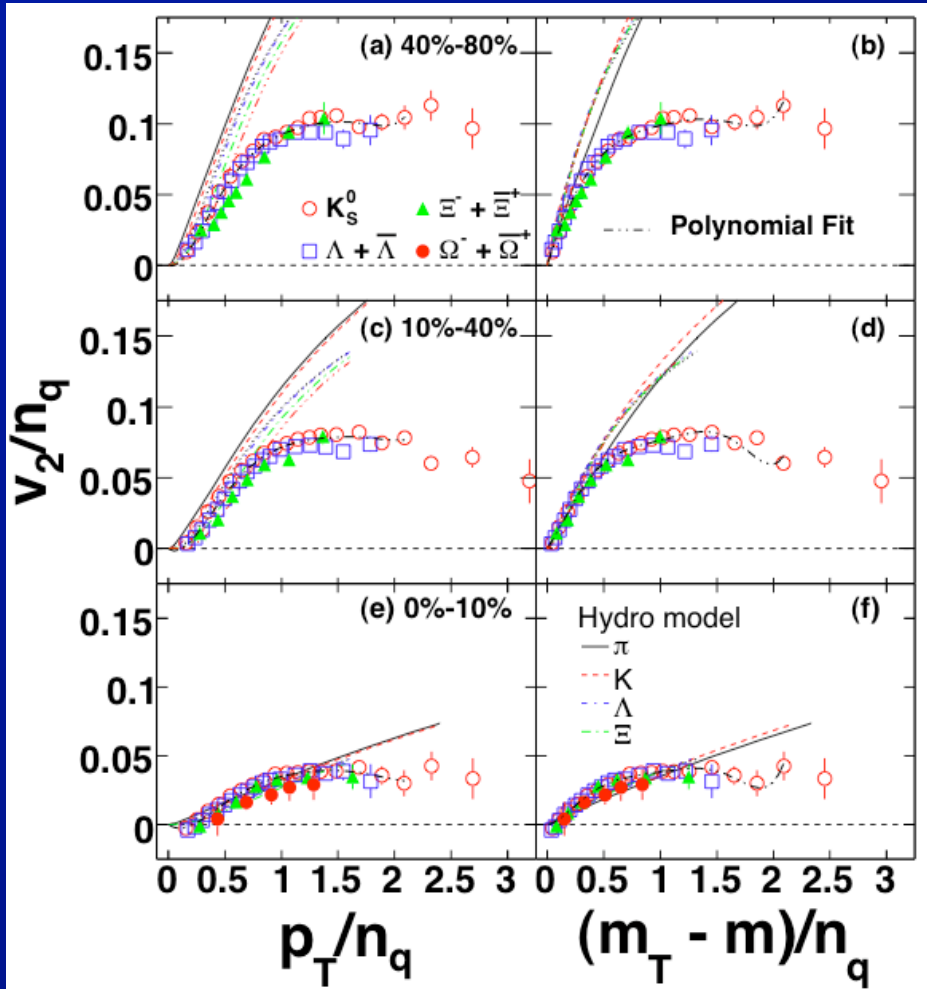 (a) 40%-80%
(b)
0.15
0.1
0.05
0
K⁰_S
Ξ⁻ + Ξ̅⁺
Λ + Λ̅
Ω⁻ + Ω̅⁺
Polynomial Fit
(c) 10%-40%
(d)
0.15
0.1
0.05
0
v₂/n_q
(e) 0%-10%
(f)
0.15
0.1
0.05
0
Hydro model
π
K
Λ
Ξ
0 0.5 1 1.5 2 2.5 3
0 0.5 1 1.5 2 2.5 3
p_T/n_q
(m_T - m)/n_q